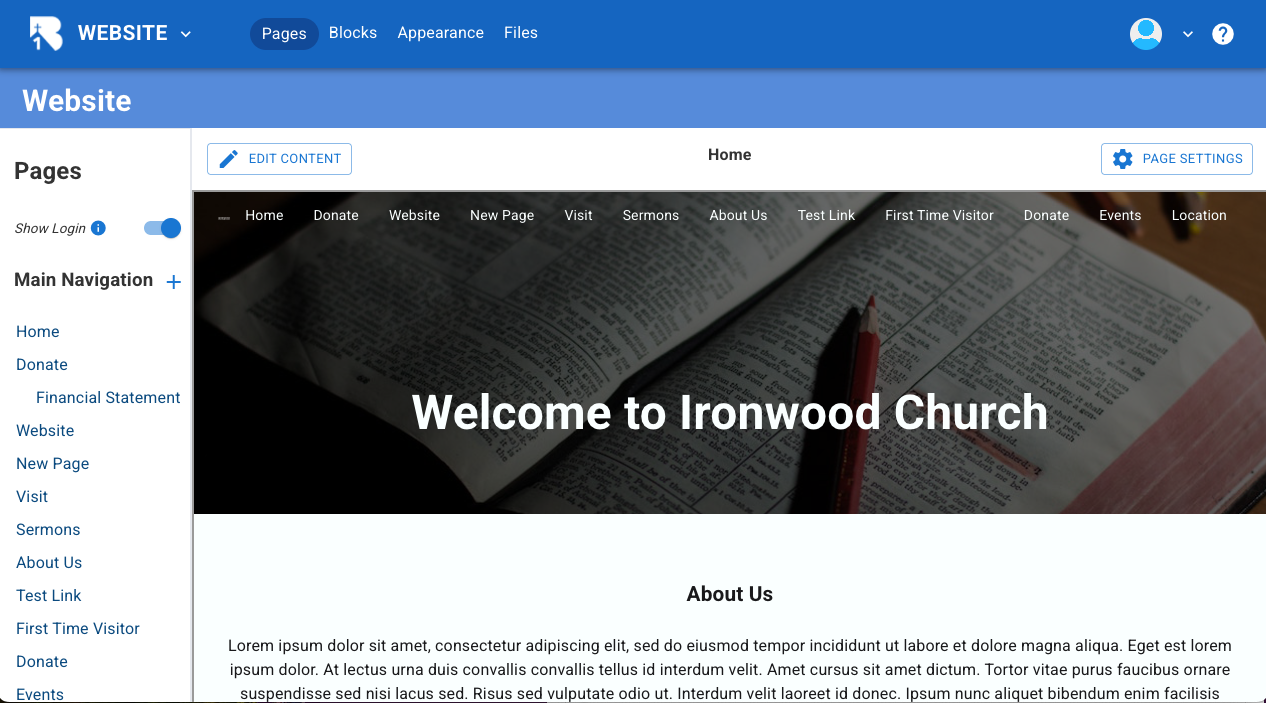 WEBSITE
Pages Blocks Appearance Files
Website
Pages
Show Login
Main Navigation +
Home
Donate
Financial Statement
Website
New Page
Visit
Sermons
About Us
Test Link
First Time Visitor
Donate
Events
EDIT CONTENT
Home
PAGE SETTINGS
Home Donate Website New Page Visit Sermons About Us Test Link First Time Visitor Donate Events Location
Welcome to Ironwood Church
About Us
Lorem ipsum dolor sit amet, consectetur adipiscing elit, sed do eiusmod tempor incididunt ut labore et dolore magna aliqua. Eget est lorem
ipsum dolor. At lectus urna duis convallis convallis tellus id interdum velit. Amet cursus sit amet dictum. Tortor vitae purus faucibus ornare
suspendisse sed nisi lacus sed. Risus sed vulputate odio ut. Interdum velit laoreet id donec. Ipsum nunc aliquet bibendum enim facilisis